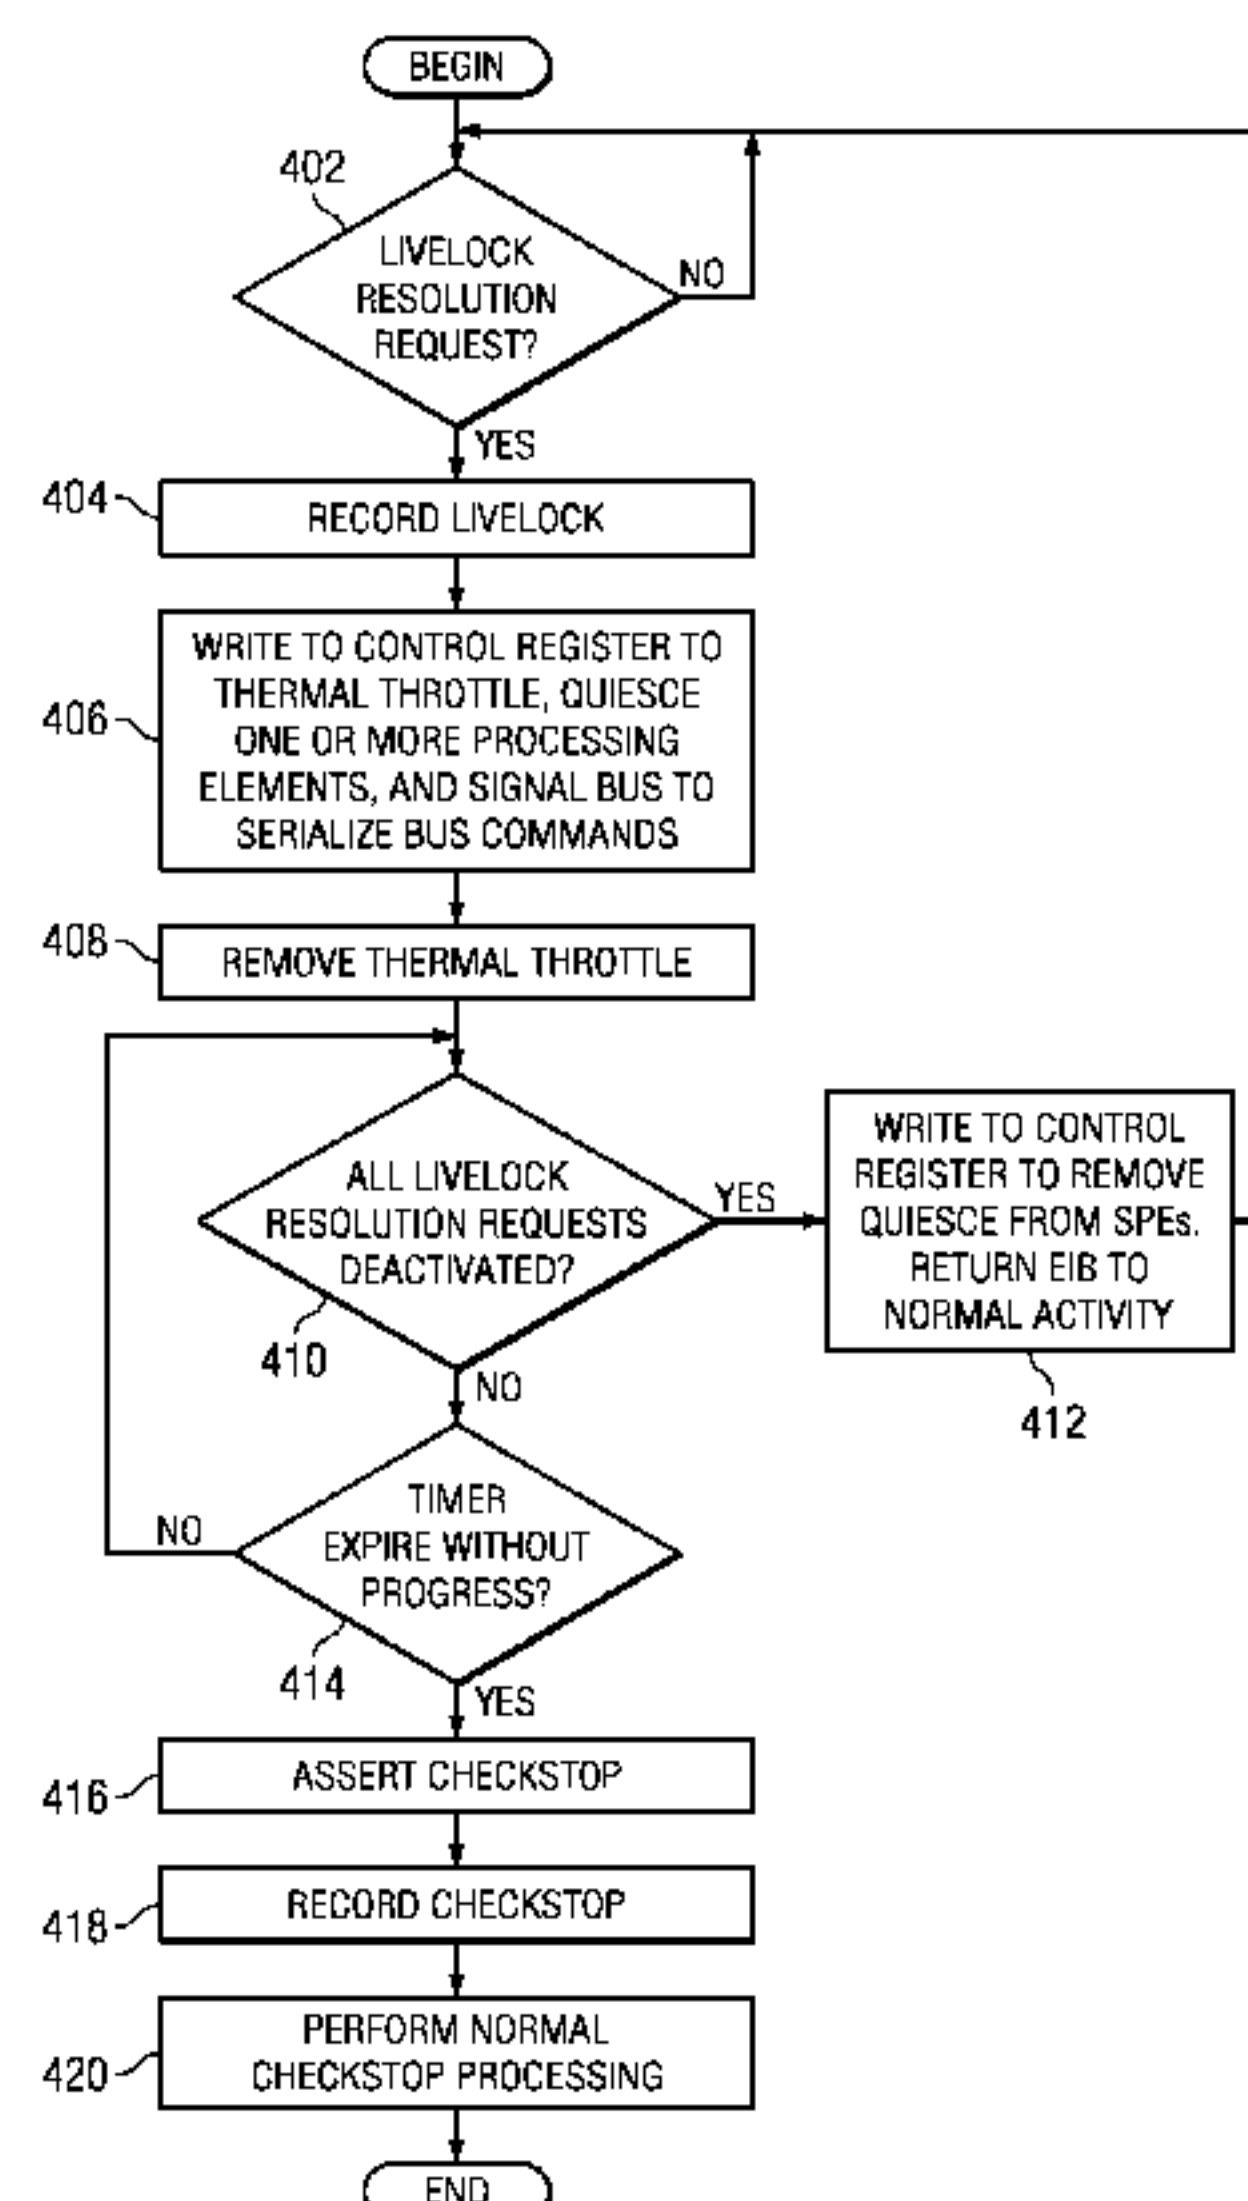 BEGIN
402
LIVELOCK
RESOLUTION
REQUEST?
NO
YES
404
RECORD LIVELOCK
406
WRITE TO CONTROL REGISTER TO
THERMAL THROTTLE, QUIESCE
ONE OR MORE PROCESSING
ELEMENTS, AND SIGNAL BUS TO
SERIALIZE BUS COMMANDS
408
REMOVE THERMAL THROTTLE
ALL LIVELOCK
RESOLUTION REQUESTS
DEACTIVATED?
YES
410
NO
WRITE TO CONTROL
REGISTER TO REMOVE
QUIESCE FROM SPEs.
RETURN EIB TO
NORMAL ACTIVITY
412
TIMER
EXPIRE WITHOUT
PROGRESS?
NO
414
YES
416
ASSERT CHECKSTOP
418
RECORD CHECKSTOP
420
PERFORM NORMAL
CHECKSTOP PROCESSING
END